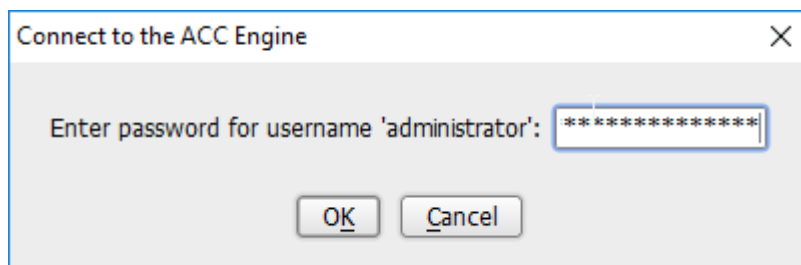 Connect to the ACC Engine
Enter password for username 'administrator': **************
OK Cancel